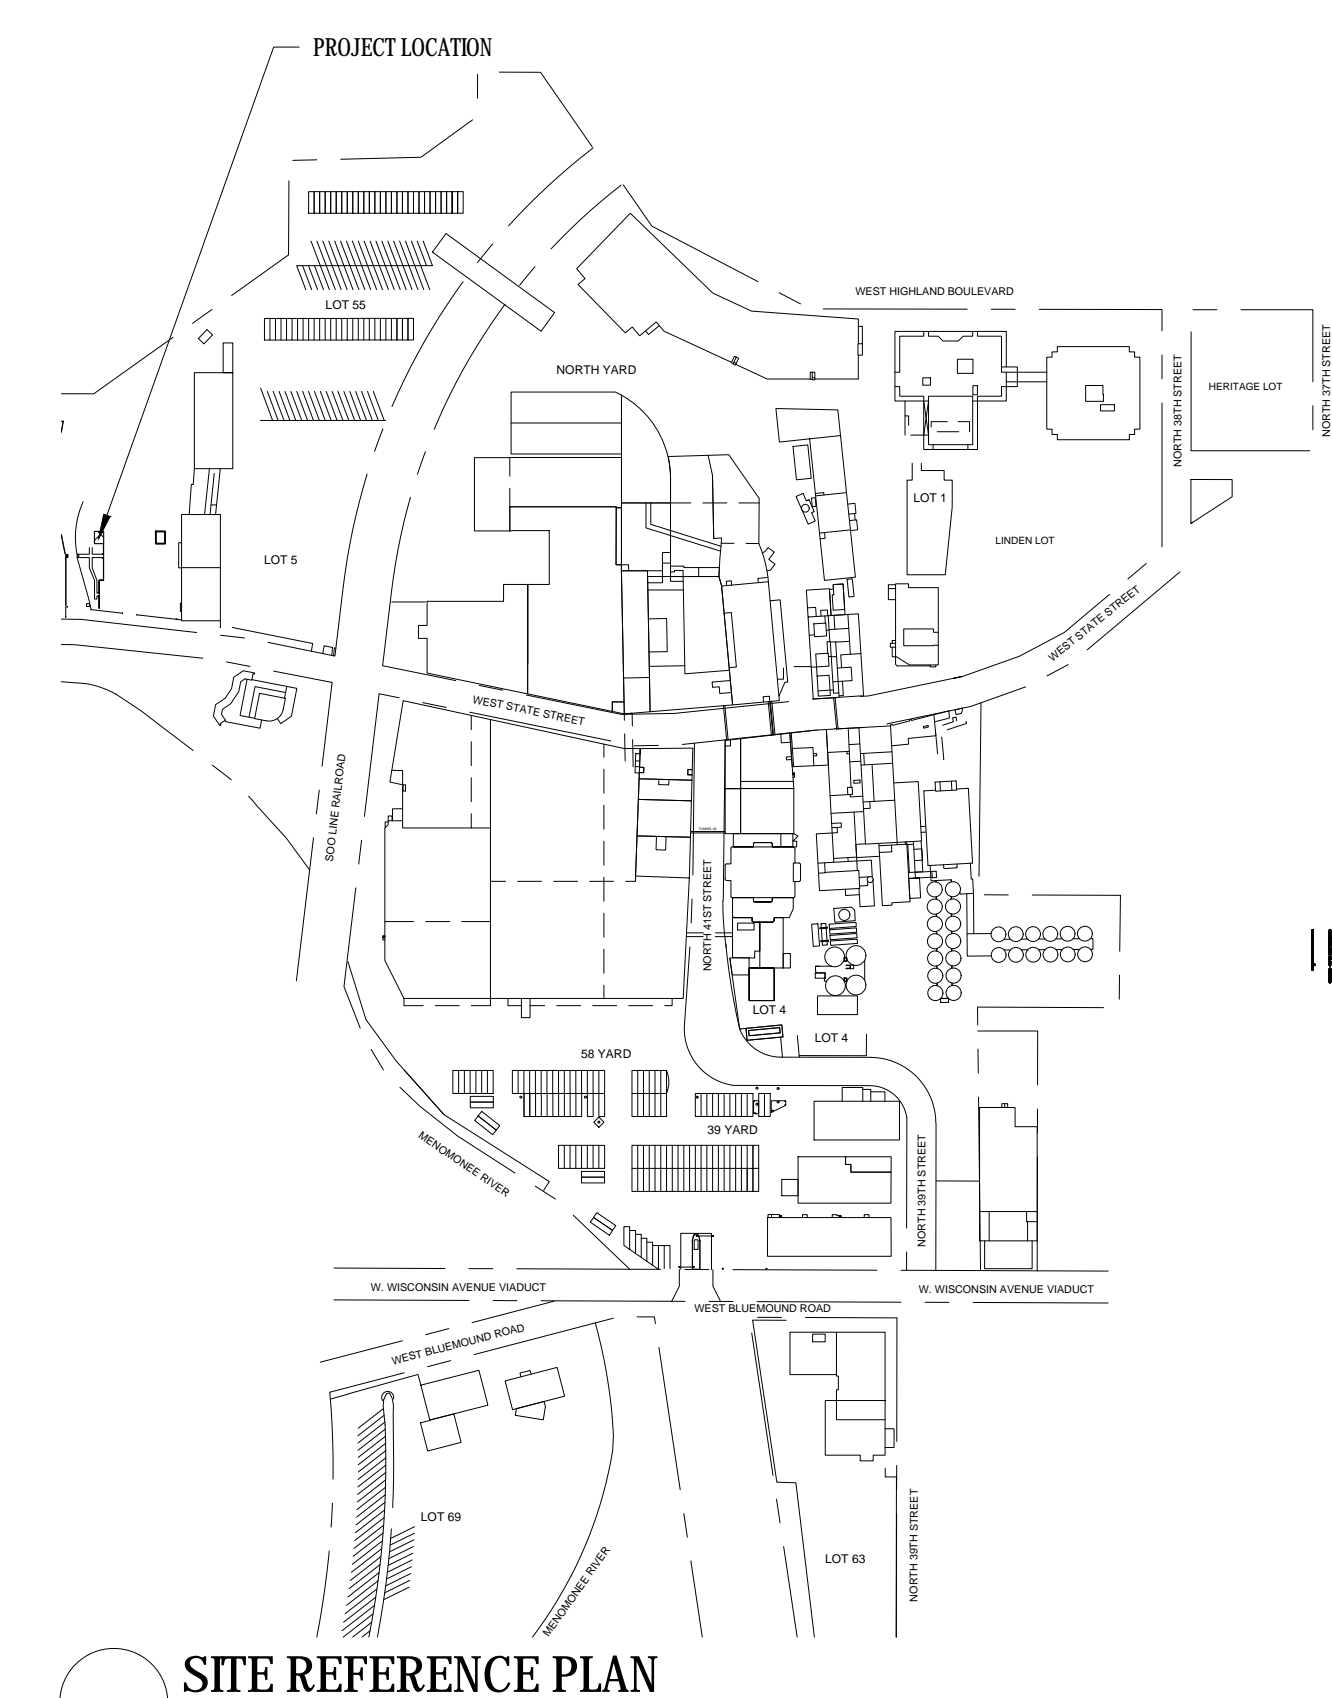 PROJECT LOCATION
WEST HIGHLAND BOULEVARD
LOT 55
NORTH YARD
NORTH 38TH STREET
HERITAGE LOT
NORTH 37TH STREET
LOT 1
LINDEN LOT
LOT 5
WEST STATE STREET
WEST STATE STREET
SOO LINE RAILROAD
NORTH 41ST STREET
LOT 4
LOT 4
58 YARD
39 YARD
MENOMONEE RIVER
NORTH 39TH STREET
W. WISCONSIN AVENUE VIADUCT
W. WISCONSIN AVENUE VIADUCT
WEST BLUEMOUND ROAD
WEST BLUEMOUND ROAD
LOT 69
MENOMONEE RIVER
LOT 63
NORTH 39TH STREET
SITE REFERENCE PLAN